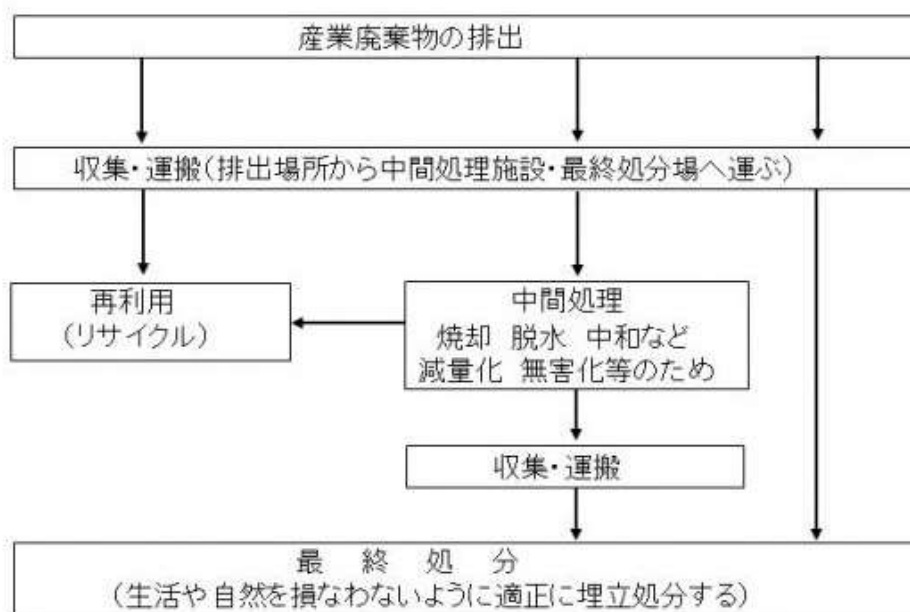 産業廃棄物の排出
収集・運搬(排出場所から中間処理施設・最終処分場へ運ぶ)
再利用
(リサイクル)
中間処理
焼却 脱水 中和など
減量化 無害化等のため
収集・運搬
最 終 処 分
(生活や自然を損なわないように適正に埋立処分する)